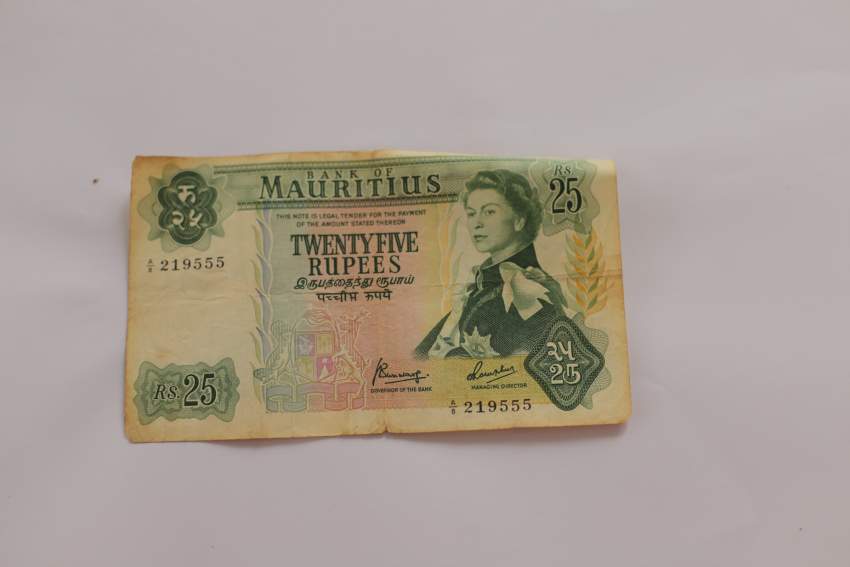 BANK OF
MAURITIUS
Rs.
25
THIS NOTE IS LEGAL TENDER FOR THE PAYMENT
OF THE AMOUNT STATED THEREON
TWENTY FIVE
RUPEES
இருபத்தைந்து ரூபாய்
पच्चीस रुपये
A/8 219555
Rs. 25
GOVERNOR OF THE BANK
MANAGING DIRECTOR
A/8 219555